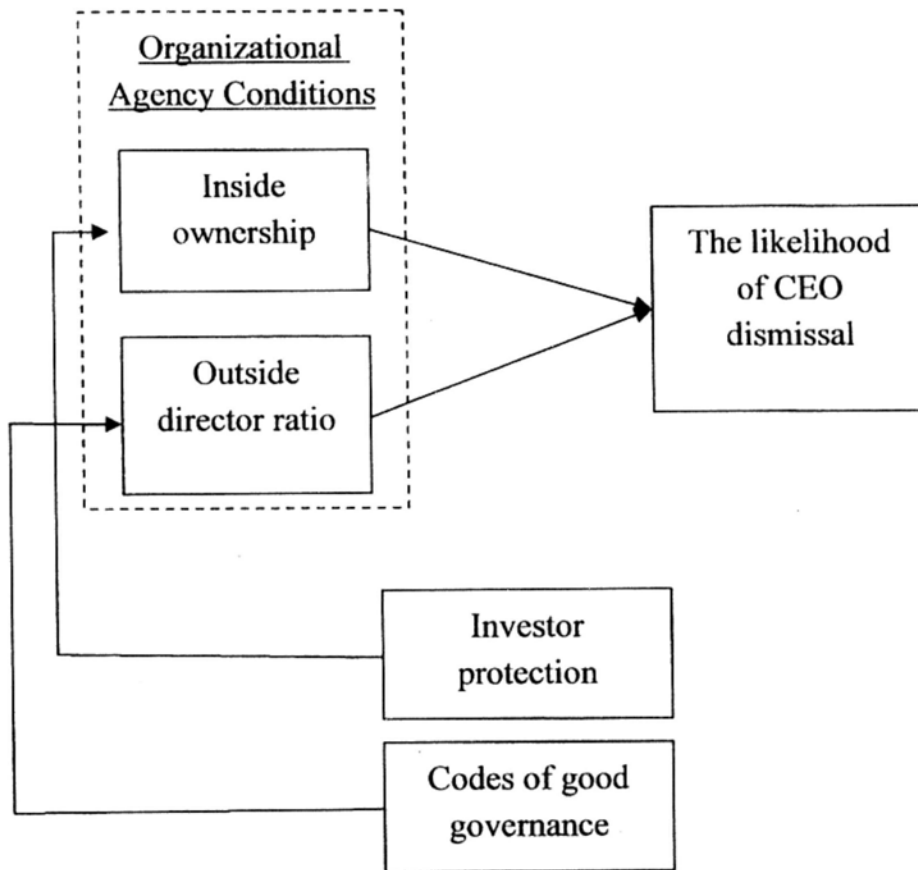 Organizational
Agency Conditions
Inside
ownership
Outside
director ratio
The likelihood
of CEO
dismissal
Investor
protection
Codes of good
governance